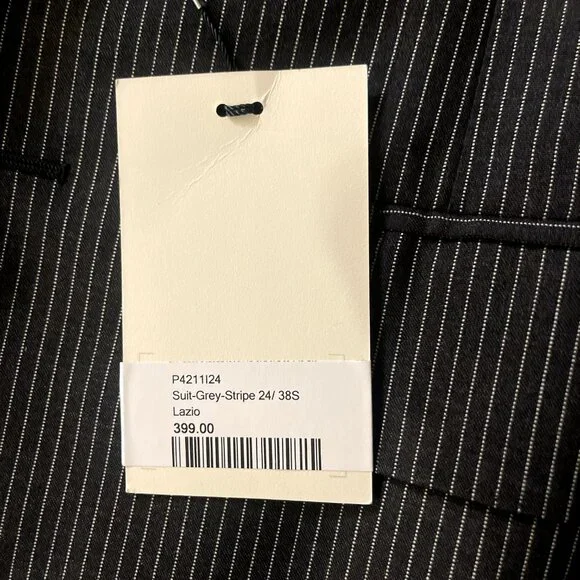 P4211I24
Suit-Grey-Stripe 24/ 38S
Lazio
399.00